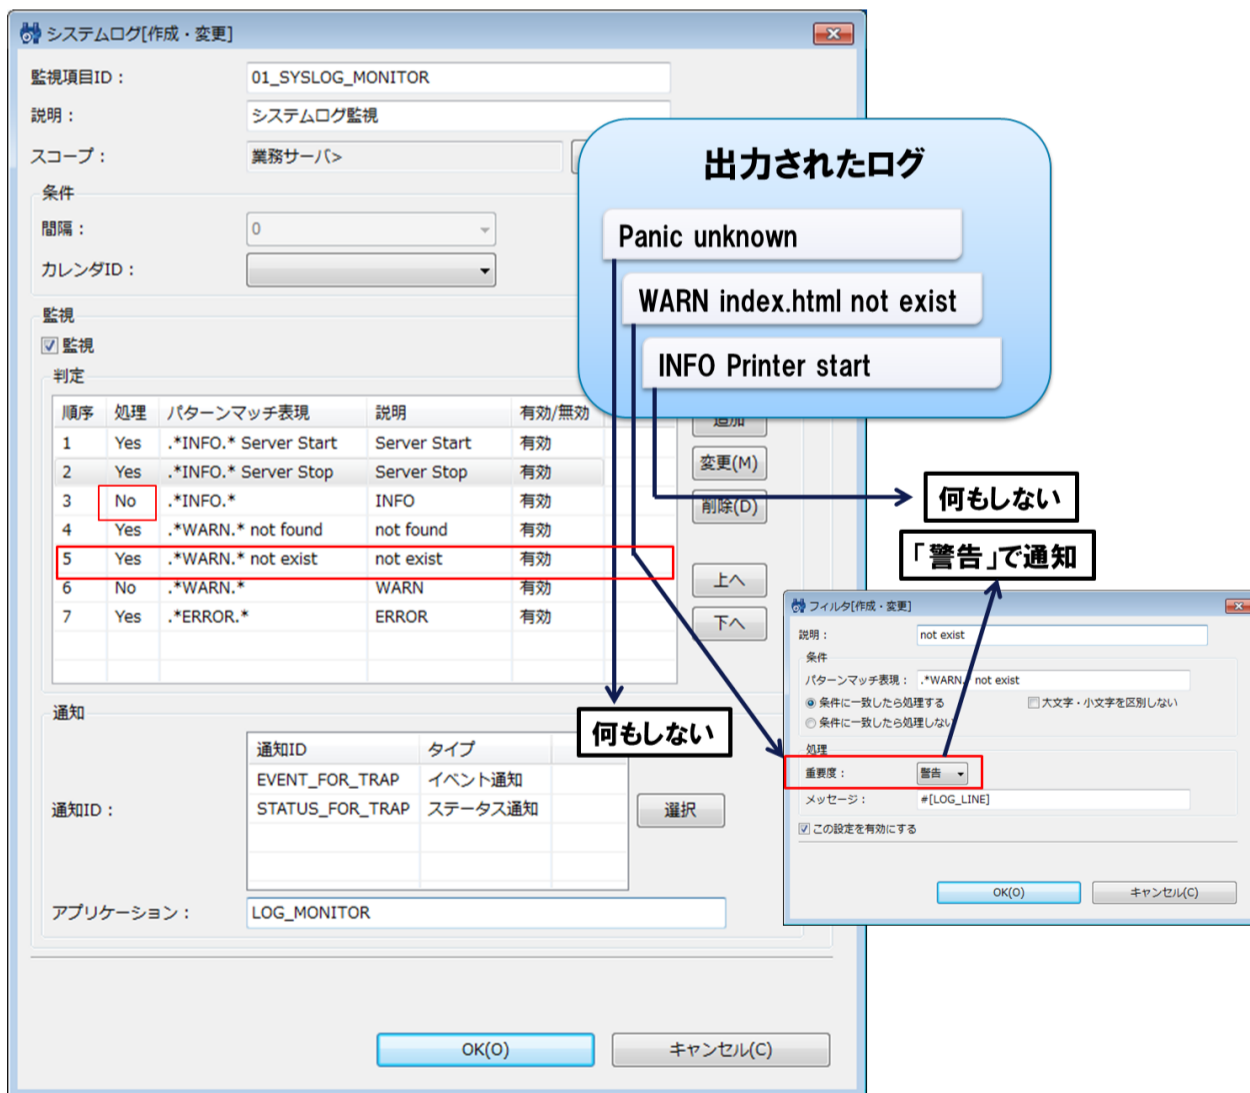 システムログ[作成・変更]
監視項目ID：
01_SYSLOG_MONITOR
説明：
システムログ監視
スコープ：
業務サーバ>
条件
間隔：
0
カレンダID：
出力されたログ
Panic unknown
WARN index.html not exist
INFO Printer start
監視
監視
判定
順序 処理 パターンマッチ表現 説明 有効/無効
1 Yes .*INFO.* Server Start Server Start 有効
2 Yes .*INFO.* Server Stop Server Stop 有効
3 No .*INFO.* INFO 有効
4 Yes .*WARN.* not found not found 有効
5 Yes .*WARN.* not exist not exist 有効
6 No .*WARN.* WARN 有効
7 Yes .*ERROR.* ERROR 有効
追加
変更(M)
削除(D)
上へ
下へ
何もしない
「警告」で通知
何もしない
通知
通知ID：
通知ID タイプ
EVENT_FOR_TRAP イベント通知
STATUS_FOR_TRAP ステータス通知
選択
アプリケーション：
LOG_MONITOR
OK(O)
キャンセル(C)
フィルタ[作成・変更]
説明：
not exist
条件
パターンマッチ表現：
.*WARN.* not exist
条件に一致したら処理する
大文字・小文字を区別しない
条件に一致したら処理しない
処理
重要度：
警告
メッセージ：
#[LOG_LINE]
この設定を有効にする
OK(O)
キャンセル(C)